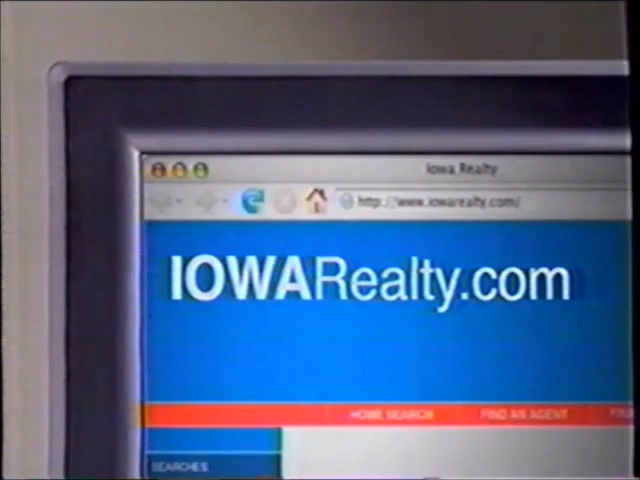 Iowa Realty
http://www.iowarealty.com/
IOWARealty.com
HOME SEARCH FIND AN AGENT
SEARCHES